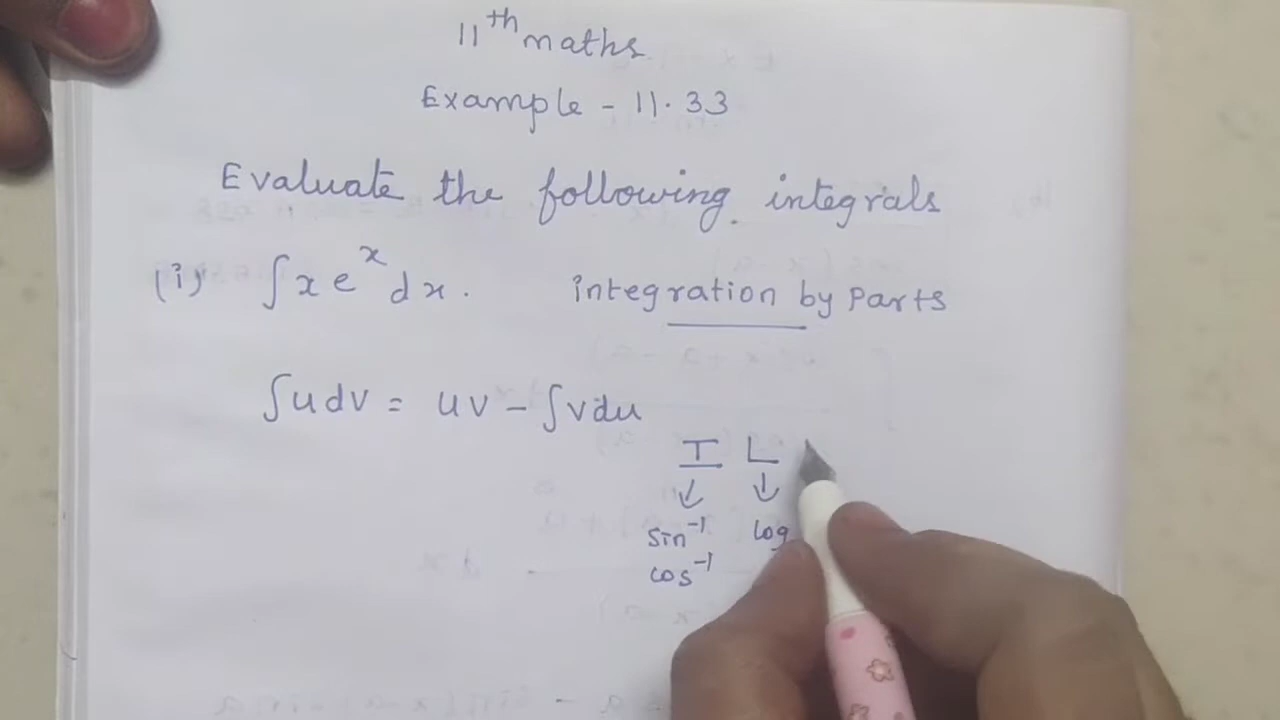 11th maths
Example - 11.33
Evaluate the following integrals
(i) ∫x e^x dx. integration by Parts
∫u dv = uv - ∫v du
I L
↓ ↓
sin^-1 log
cos^-1